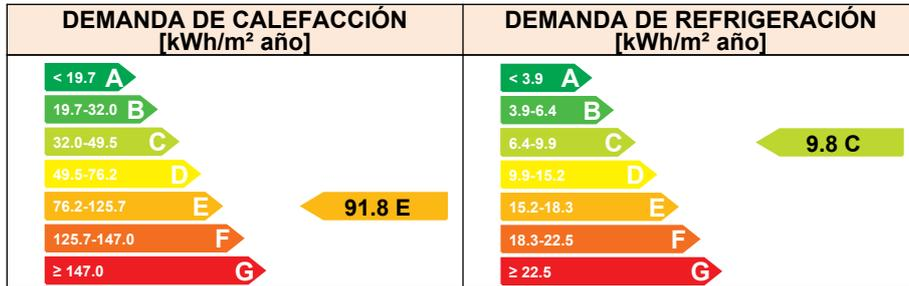 DEMANDA DE CALEFACCIÓN
[kWh/m² año]
< 19.7 A
19.7-32.0 B
32.0-49.5 C
49.5-76.2 D
76.2-125.7 E
125.7-147.0 F
≥ 147.0 G
91.8 E
DEMANDA DE REFRIGERACIÓN
[kWh/m² año]
< 3.9 A
3.9-6.4 B
6.4-9.9 C
9.9-15.2 D
15.2-18.3 E
18.3-22.5 F
≥ 22.5 G
9.8 C